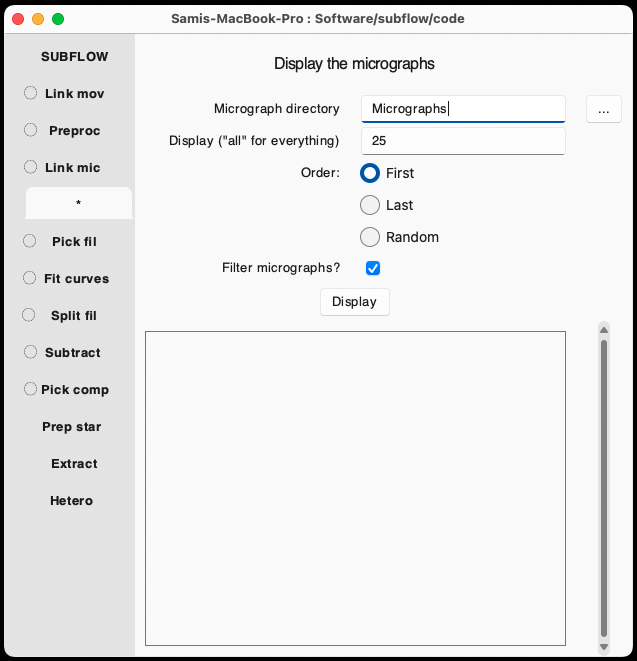 Samis-MacBook-Pro : Software/subflow/code
SUBFLOW
Link mov
Preproc
Link mic
*
Pick fil
Fit curves
Split fil
Subtract
Pick comp
Prep star
Extract
Hetero
Display the micrographs
Micrograph directory Micrographs ...
Display ("all" for everything) 25
Order: First
Last
Random
Filter micrographs?
Display